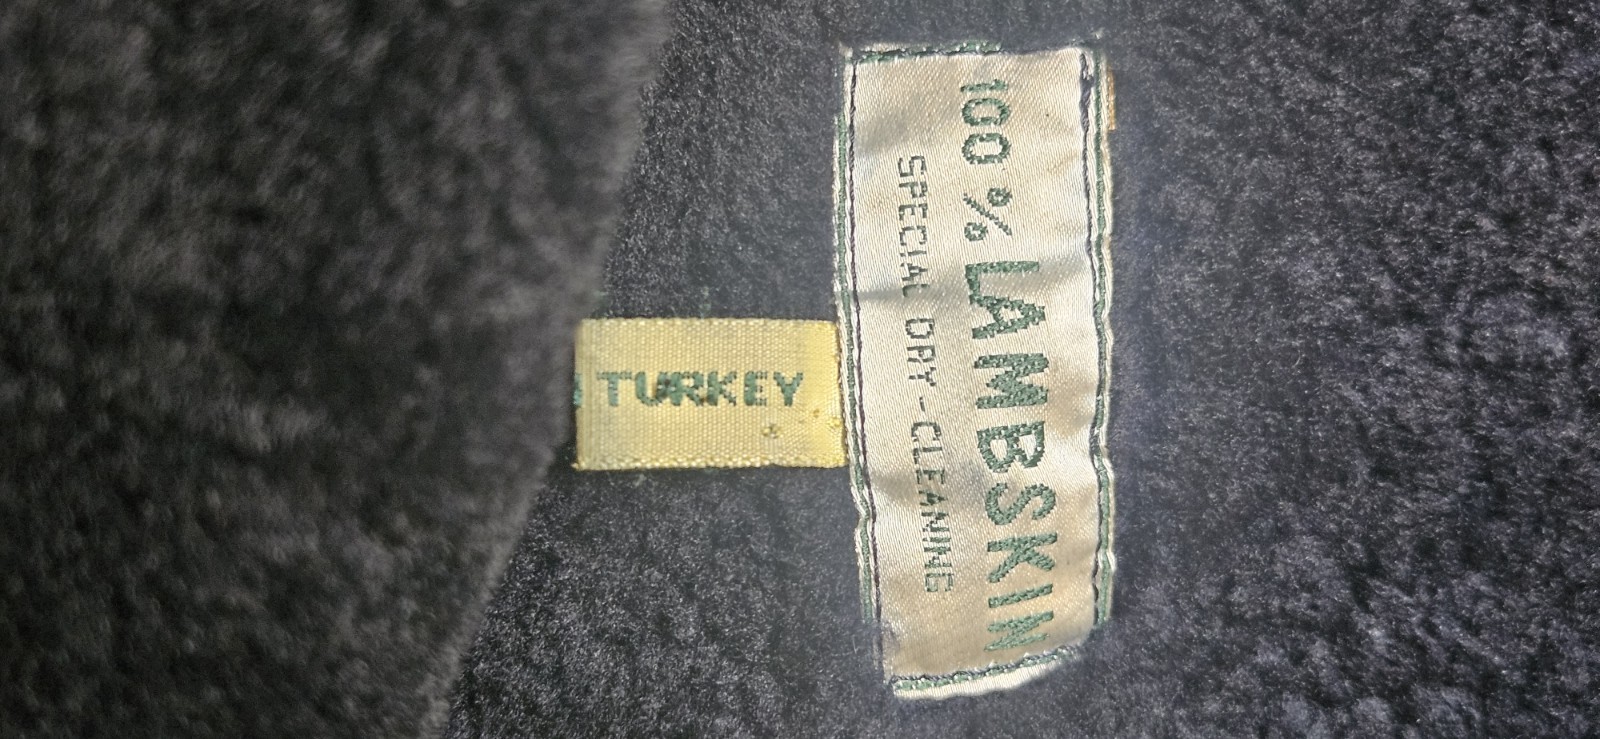 100% LAMBSKIN
SPECIAL DRY-CLEANING
TURKEY